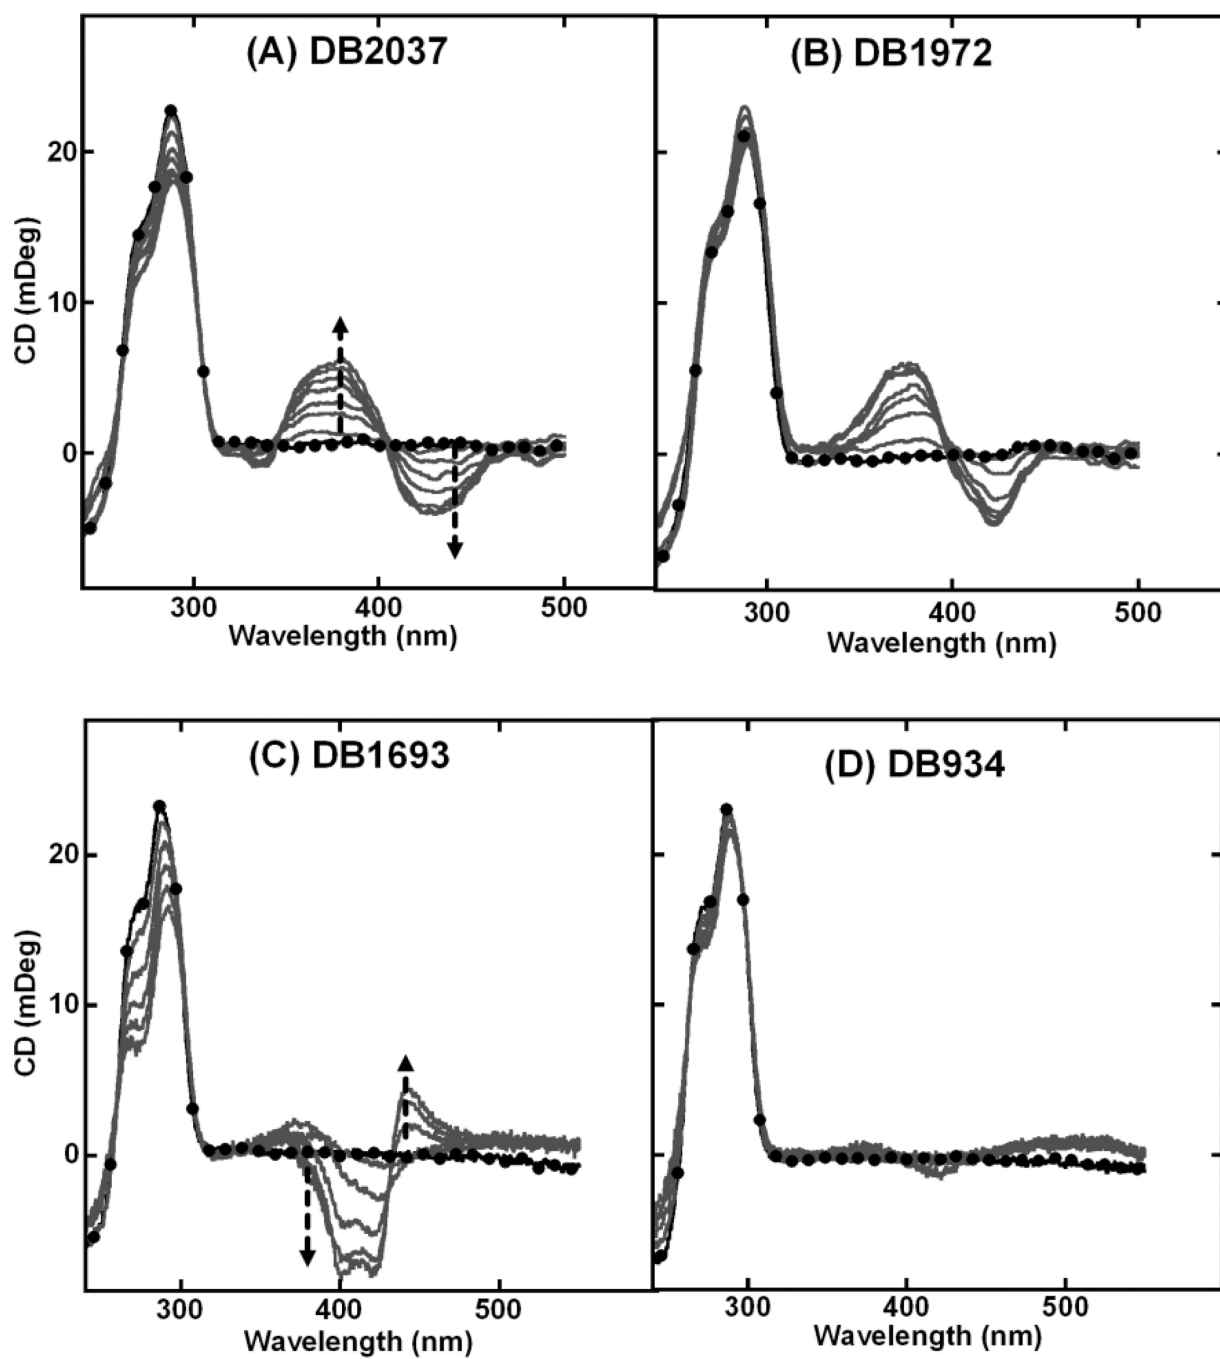 (A) DB2037
(B) DB1972
20
10
0
CD (mDeg)
300 400 500
Wavelength (nm)
300 400 500
Wavelength (nm)
(C) DB1693
(D) DB934
20
10
0
CD (mDeg)
300 400 500
Wavelength (nm)
300 400 500
Wavelength (nm)